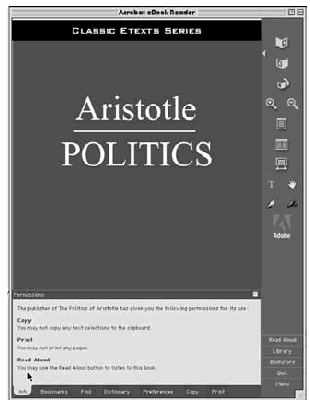 Acrobat eBook Reader
CLASSIC ETEXTS SERIES
Aristotle
POLITICS
T
Adobe
Permissions
The publisher of The Politics of Aristotle has given you the following permissions for its use:
Copy
You may not copy any text selections to the clipboard.
Print
You may not print any pages.
Read Aloud
You may use the Read Aloud button to listen to this book.
Read Aloud
Library
Bookstore
Quit
Menu
Info Bookmarks Find Dictionary Preferences Copy Print